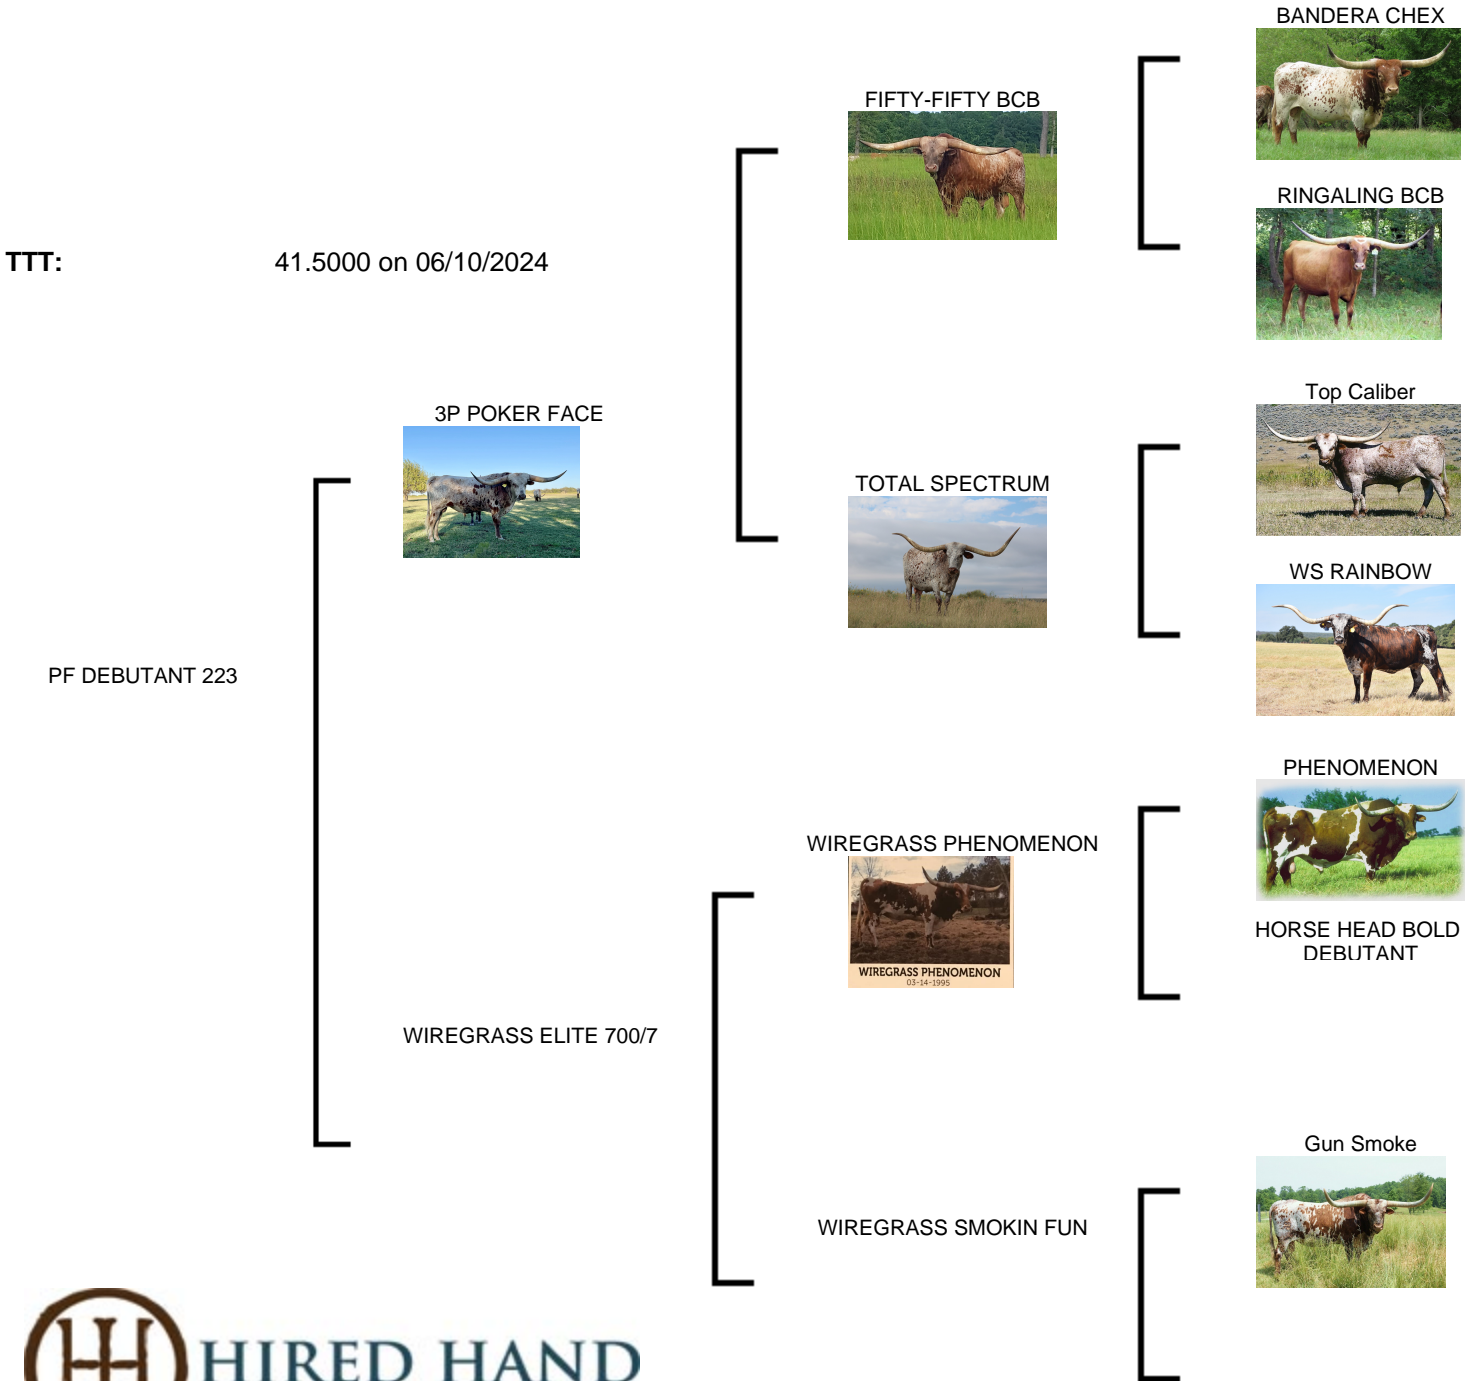 BANDERA CHEX
FIFTY-FIFTY BCB
RINGALING BCB
TTT: 41.5000 on 06/10/2024
Top Caliber
3P POKER FACE
TOTAL SPECTRUM
WS RAINBOW
PF DEBUTANT 223
PHENOMENON
WIREGRASS PHENOMENON
WIREGRASS PHENOMENON
03-14-1995
HORSE HEAD BOLD
DEBUTANT
WIREGRASS ELITE 700/7
Gun Smoke
WIREGRASS SMOKIN FUN
HIRED HAND